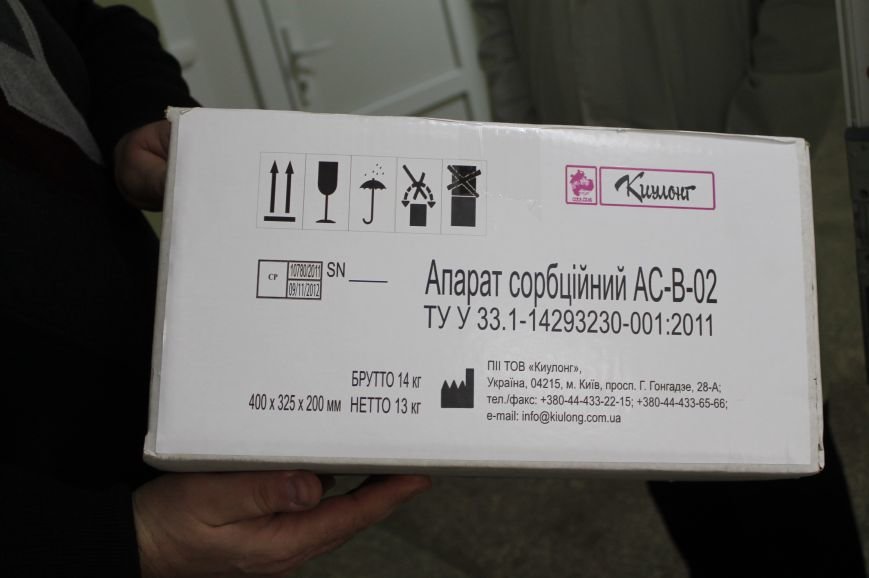 Киулонг
СР
10780/2011
09/11/2012
SN
Апарат сорбційний АС-В-02
ТУ У 33.1-14293230-001:2011
БРУТТО 14 кг
400 x 325 x 200 мм НЕТТО 13 кг
ПІІ ТОВ «Киулонг»,
Україна, 04215, м. Київ, просп. Г. Гонгадзе, 28-А;
тел./факс: +380-44-433-22-15; +380-44-433-65-66;
e-mail: info@kiulong.com.ua